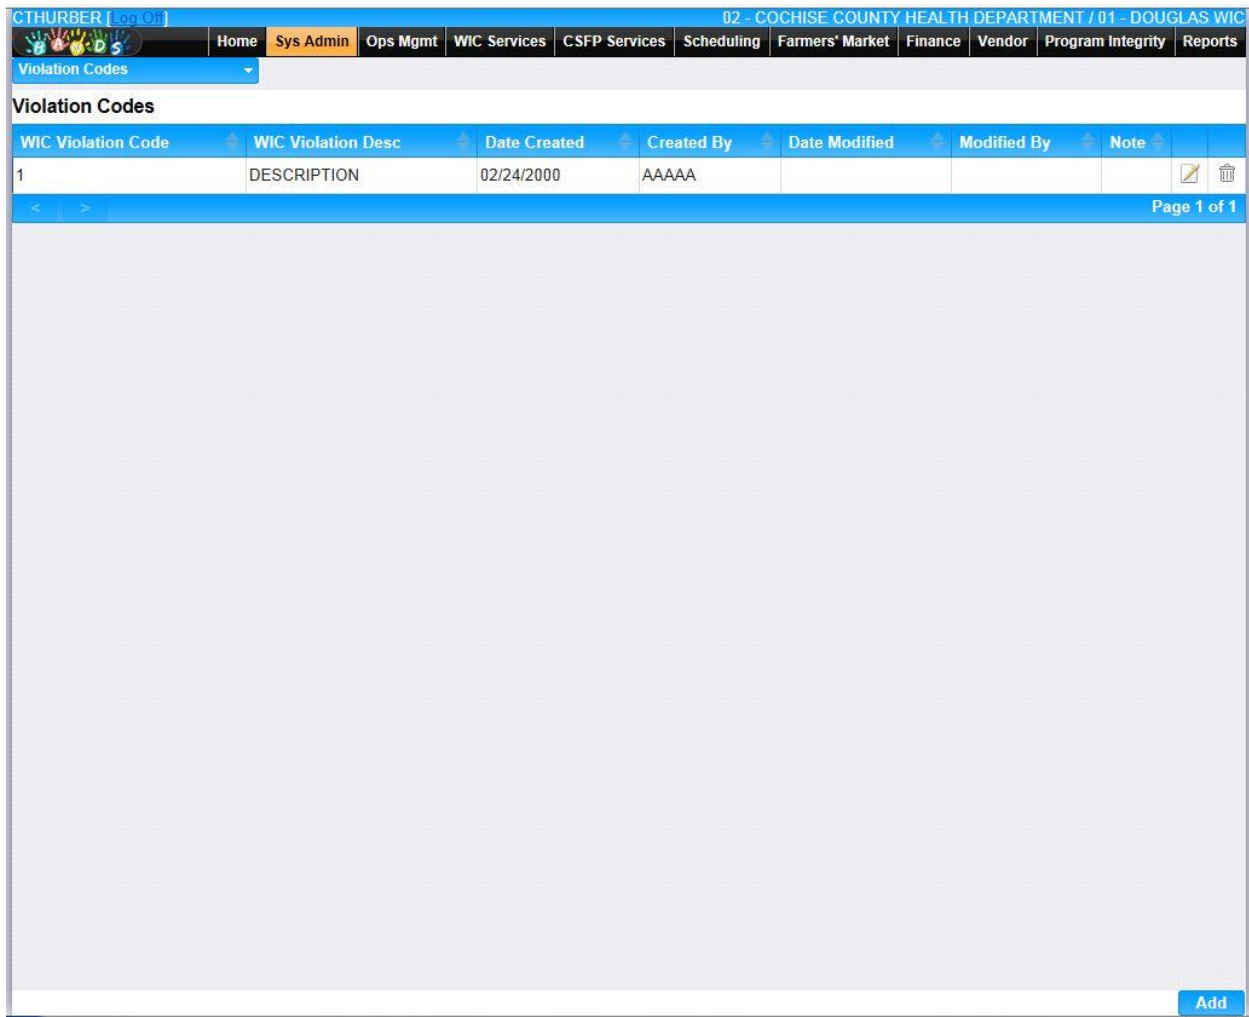 CTHURBER [Log Off] 02 - COCHISE COUNTY HEALTH DEPARTMENT / 01 - DOUGLAS WIC
HANDS Home Sys Admin Ops Mgmt WIC Services CSFP Services Scheduling Farmers' Market Finance Vendor Program Integrity Reports
Violation Codes
Violation Codes
WIC Violation Code WIC Violation Desc Date Created Created By Date Modified Modified By Note
1 DESCRIPTION 02/24/2000 AAAAA
< > Page 1 of 1
Add